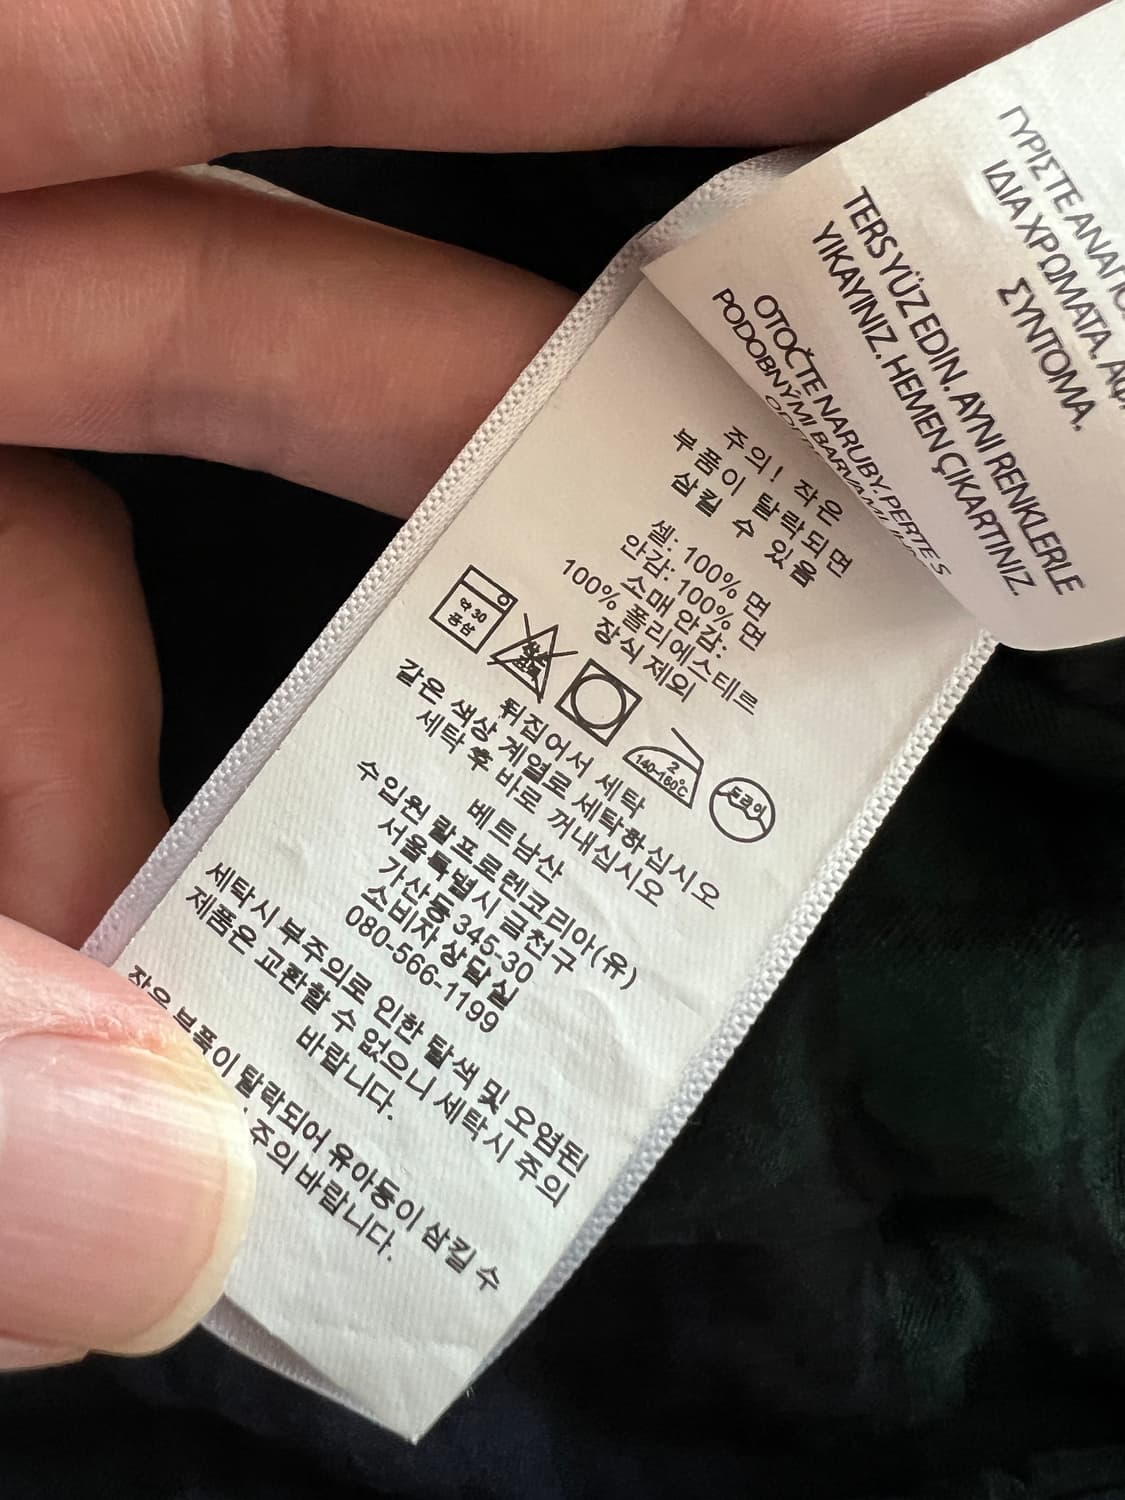 ΓΥΡΙΣΤΕ
ΙΔΙΑ ΧΡΩΜΑΤΑ.
ΣΥΝΤΟΜΑ.
TERS YÜZ EDİN. AYNI RENKLERLE
YIKAYINIZ. HEMEN ÇIKARTINIZ.
OTOČTE NARUBY. PERTE S
PODOBNÝMI BARVAMI.
주의! 작은
부품이 탈락되면
삼킬 수 있음
셸: 100% 면
안감: 100% 면
소매 안감:
100% 폴리에스테르
장식 제외
약 30
중성
2
140-160°C
드라이
뒤집어서 세탁
같은 색상 계열로 세탁하십시오
세탁 후 바로 꺼내십시오
베트남산
수입원 랄프로렌코리아(유)
서울특별시 금천구
가산동 345-30
소비자 상담실
080-566-1199
세탁시 부주의로 인한 탈색 및 오염된
제품은 교환할 수 없으니 세탁시 주의
바랍니다.
작은 부품이 탈락되어 유아동이 삼킬 수
주의 바랍니다.